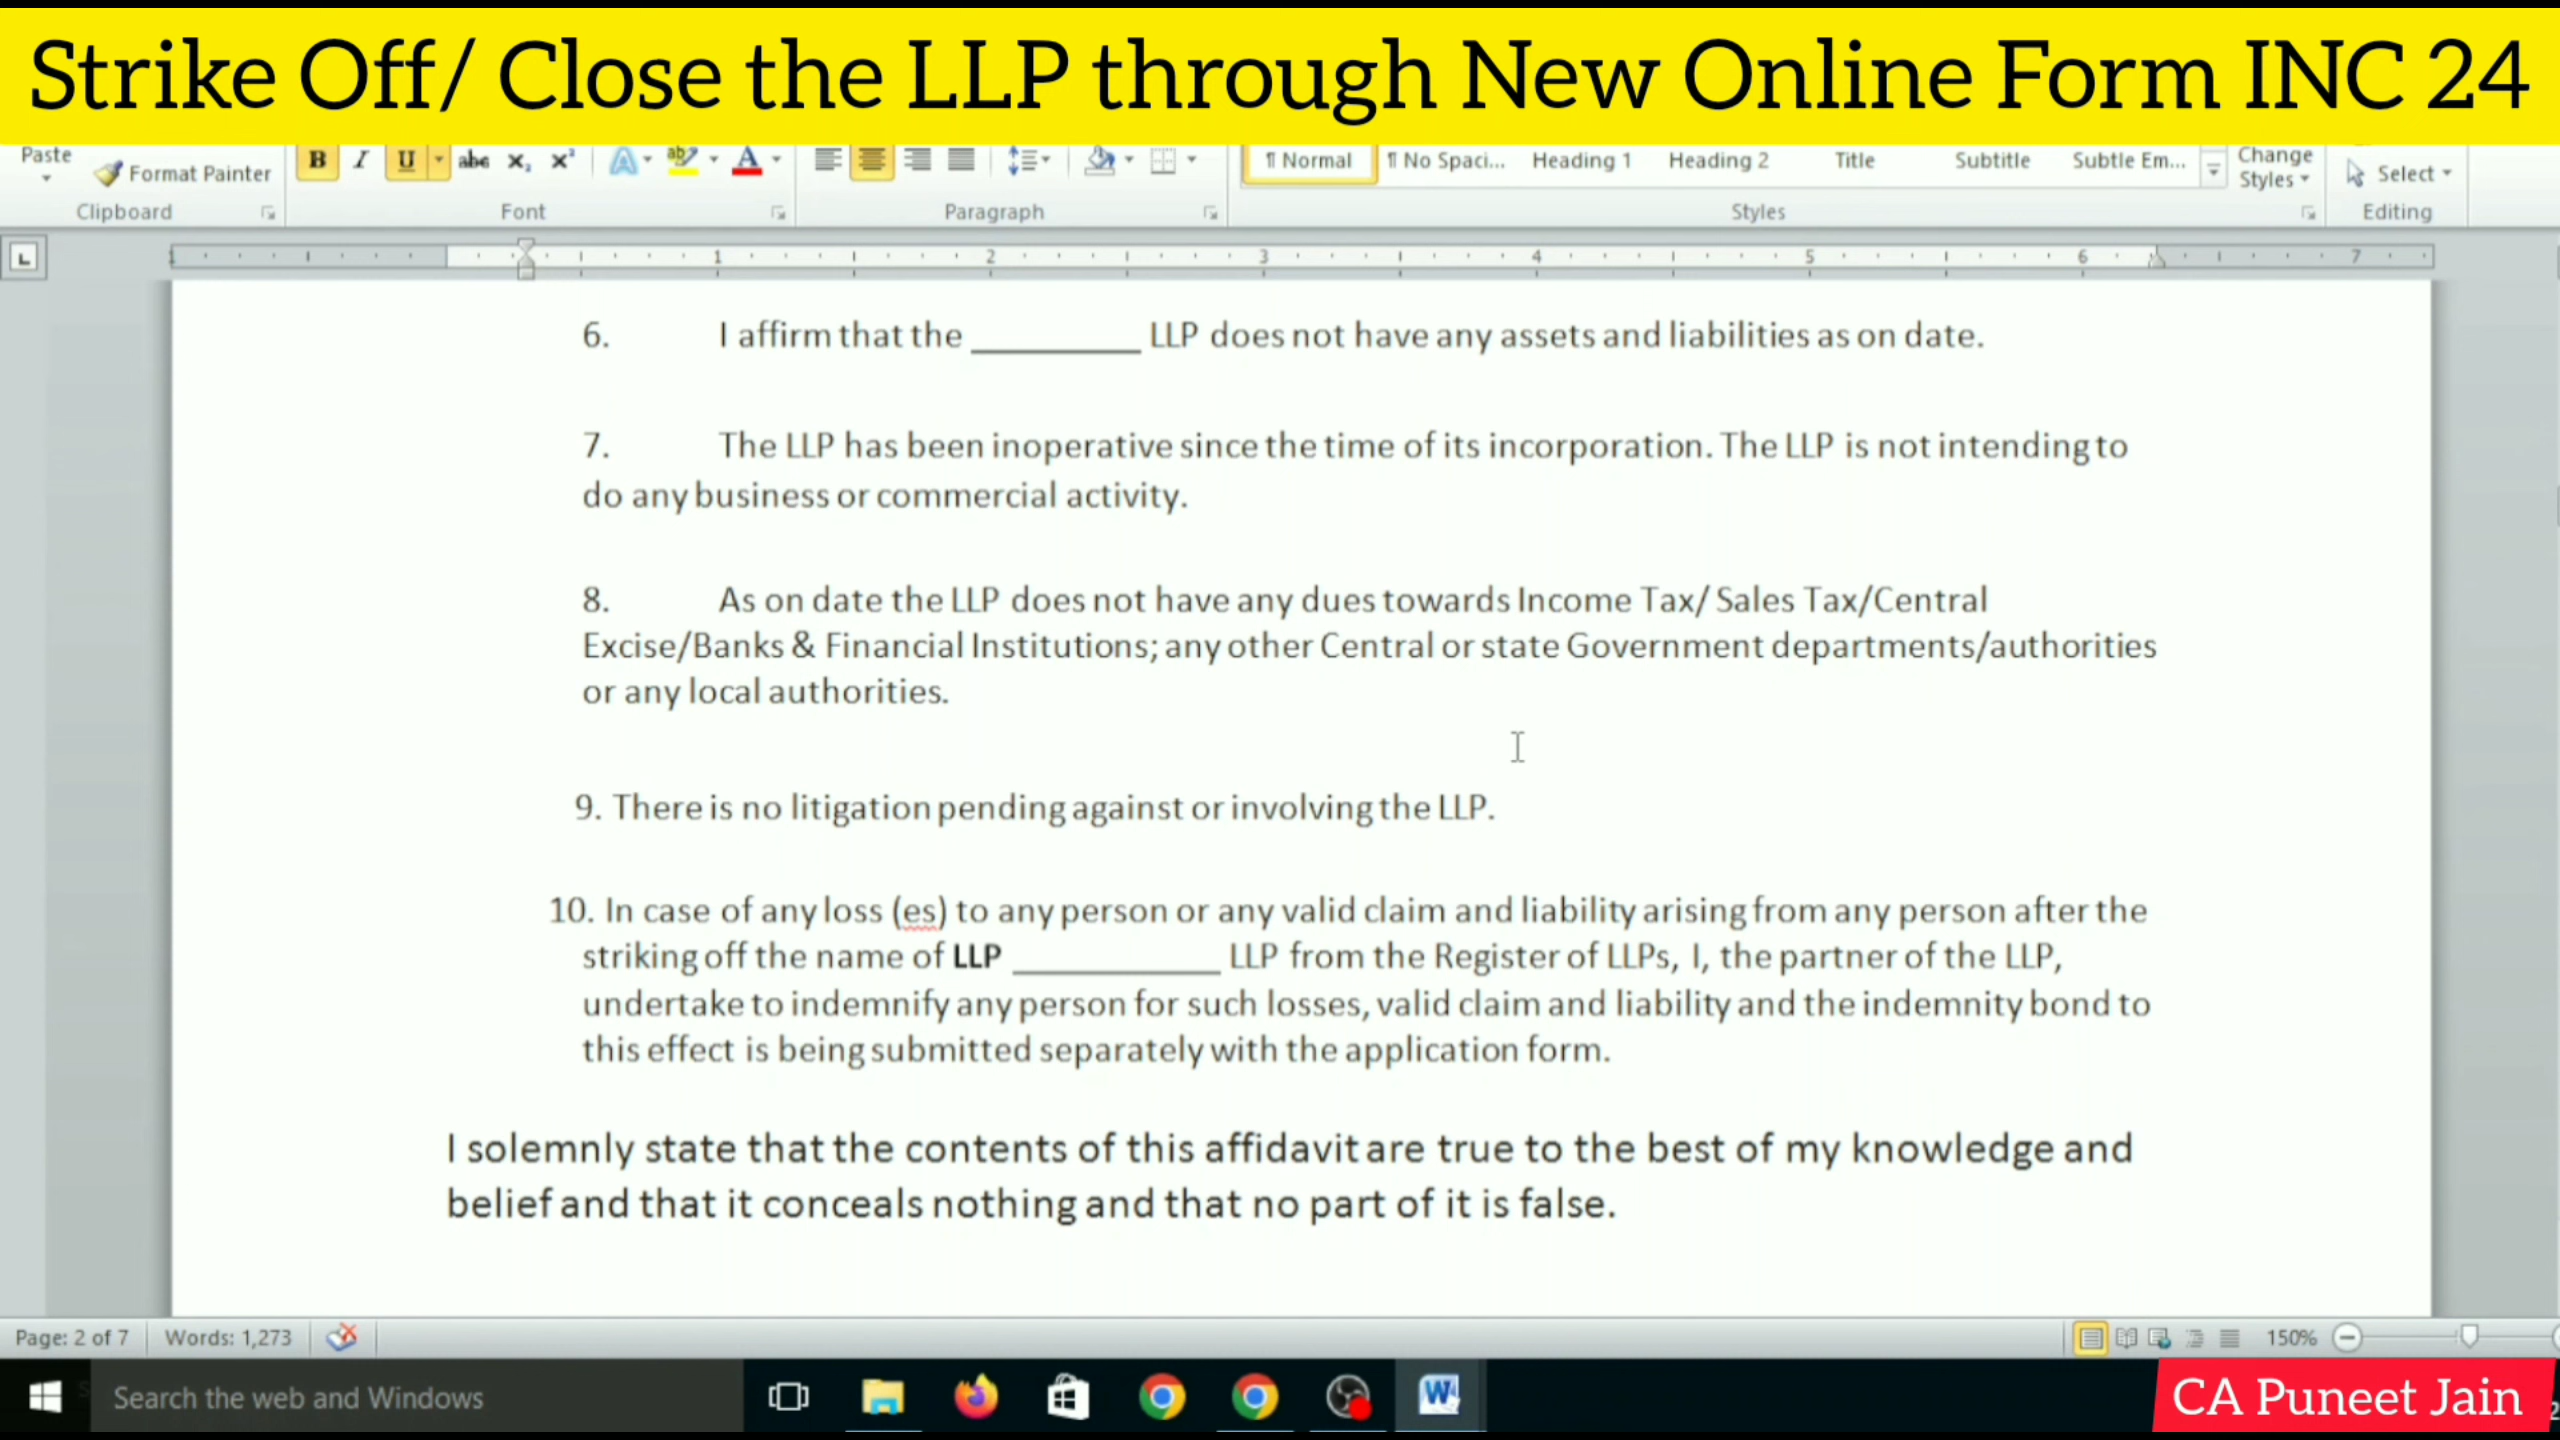 Strike Off/ Close the LLP through New Online Form INC 24
Paste
Format Painter
Clipboard
B I U abc x₂ x²
Font
Paragraph
¶ Normal ¶ No Spaci... Heading 1 Heading 2 Title Subtitle Subtle Em...
Change
Styles
Styles
Select
Editing
1 1 2 3 4 5 6 7
6. I affirm that the __________ LLP does not have any assets and liabilities as on date.
7. The LLP has been inoperative since the time of its incorporation. The LLP is not intending to
do any business or commercial activity.
8. As on date the LLP does not have any dues towards Income Tax/ Sales Tax/Central
Excise/Banks & Financial Institutions; any other Central or state Government departments/authorities
or any local authorities.
9. There is no litigation pending against or involving the LLP.
10. In case of any loss (es) to any person or any valid claim and liability arising from any person after the
striking off the name of LLP ____________ LLP from the Register of LLPs, I, the partner of the LLP,
undertake to indemnify any person for such losses, valid claim and liability and the indemnity bond to
this effect is being submitted separately with the application form.
I solemnly state that the contents of this affidavit are true to the best of my knowledge and
belief and that it conceals nothing and that no part of it is false.
Page: 2 of 7 Words: 1,273
150%
Search the web and Windows
CA Puneet Jain